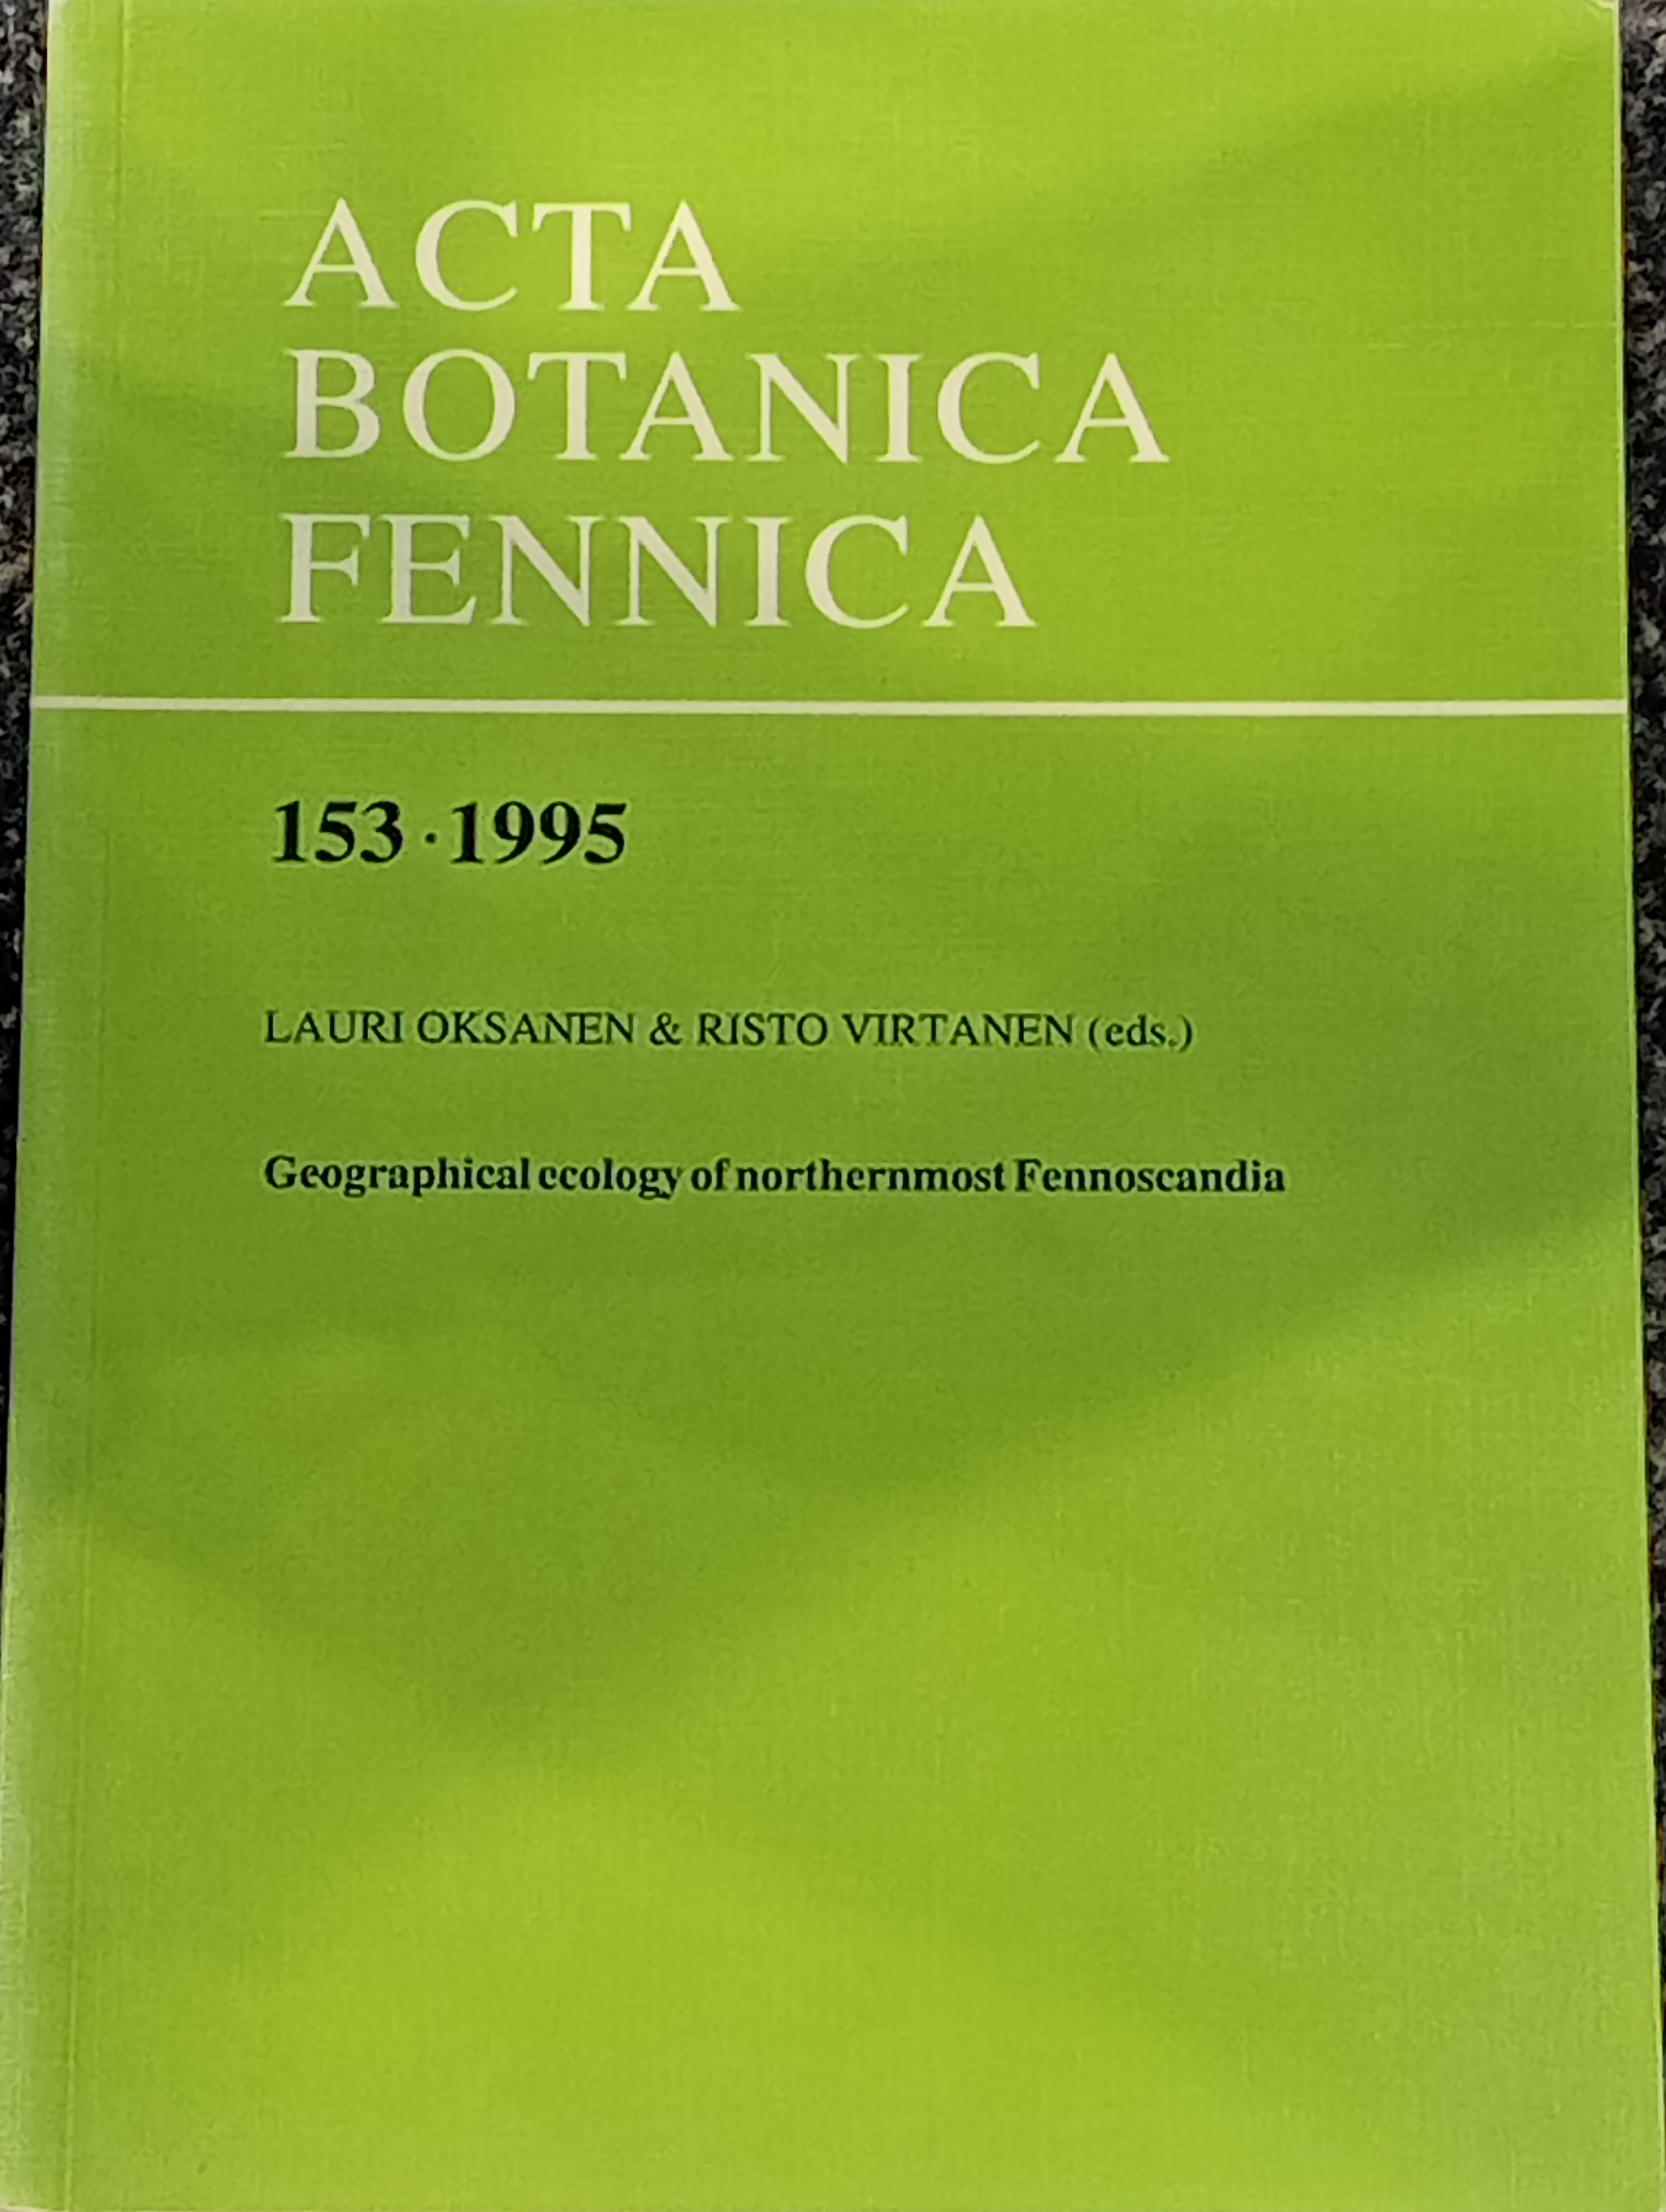 ACTA
BOTANICA
FENNICA
153 · 1995
LAURI OKSANEN & RISTO VIRTANEN (eds.)
Geographical ecology of northernmost Fennoscandia